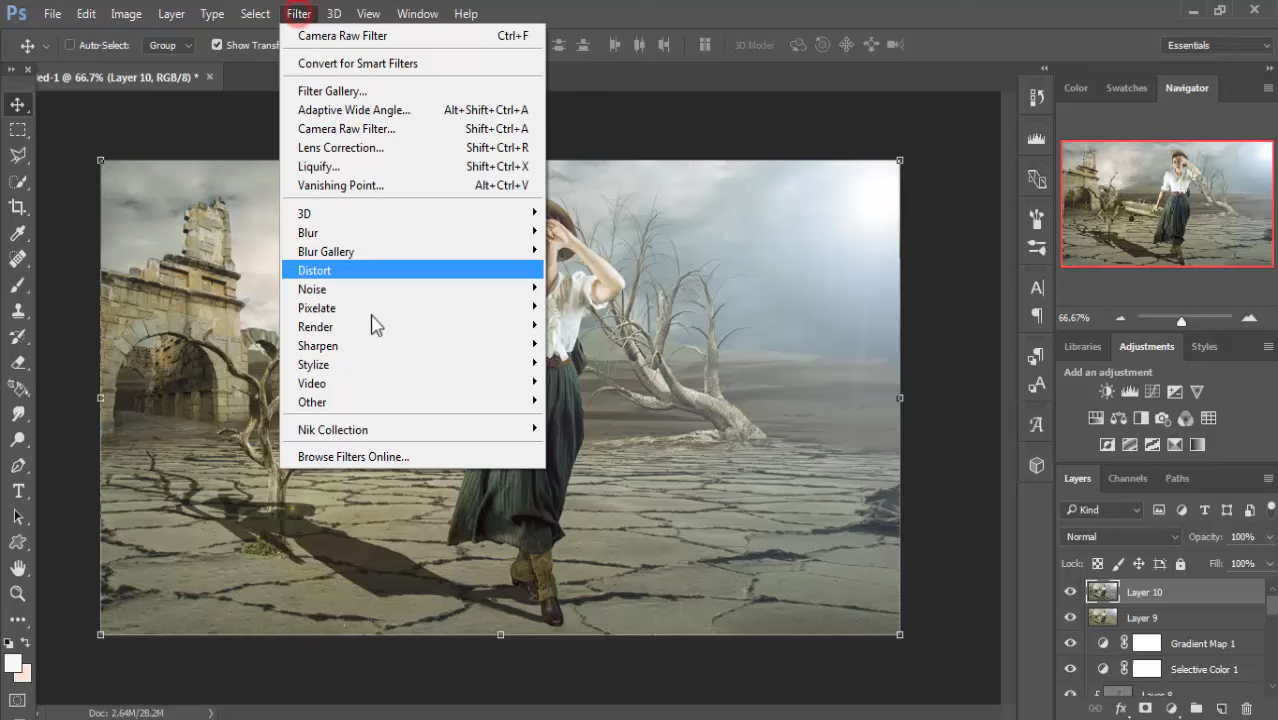 Ps File Edit Image Layer Type Select Filter 3D View Window Help
Auto-Select: Group Show Transf 3D Mode: Essentials
ed-1 @ 66.7% (Layer 10, RGB/8) * ×
Camera Raw Filter Ctrl+F
Convert for Smart Filters
Filter Gallery...
Adaptive Wide Angle... Alt+Shift+Ctrl+A
Camera Raw Filter... Shift+Ctrl+A
Lens Correction... Shift+Ctrl+R
Liquify... Shift+Ctrl+X
Vanishing Point... Alt+Ctrl+V
3D
Blur
Blur Gallery
Distort
Noise
Pixelate
Render
Sharpen
Stylize
Video
Other
Nik Collection
Browse Filters Online...
Color Swatches Navigator
66.67%
Libraries Adjustments Styles
Add an adjustment
Layers Channels Paths
Kind
Normal Opacity: 100%
Lock: Fill: 100%
Layer 10
Layer 9
Gradient Map 1
Selective Color 1
Layer 8
Doc: 2.64M/28.2M